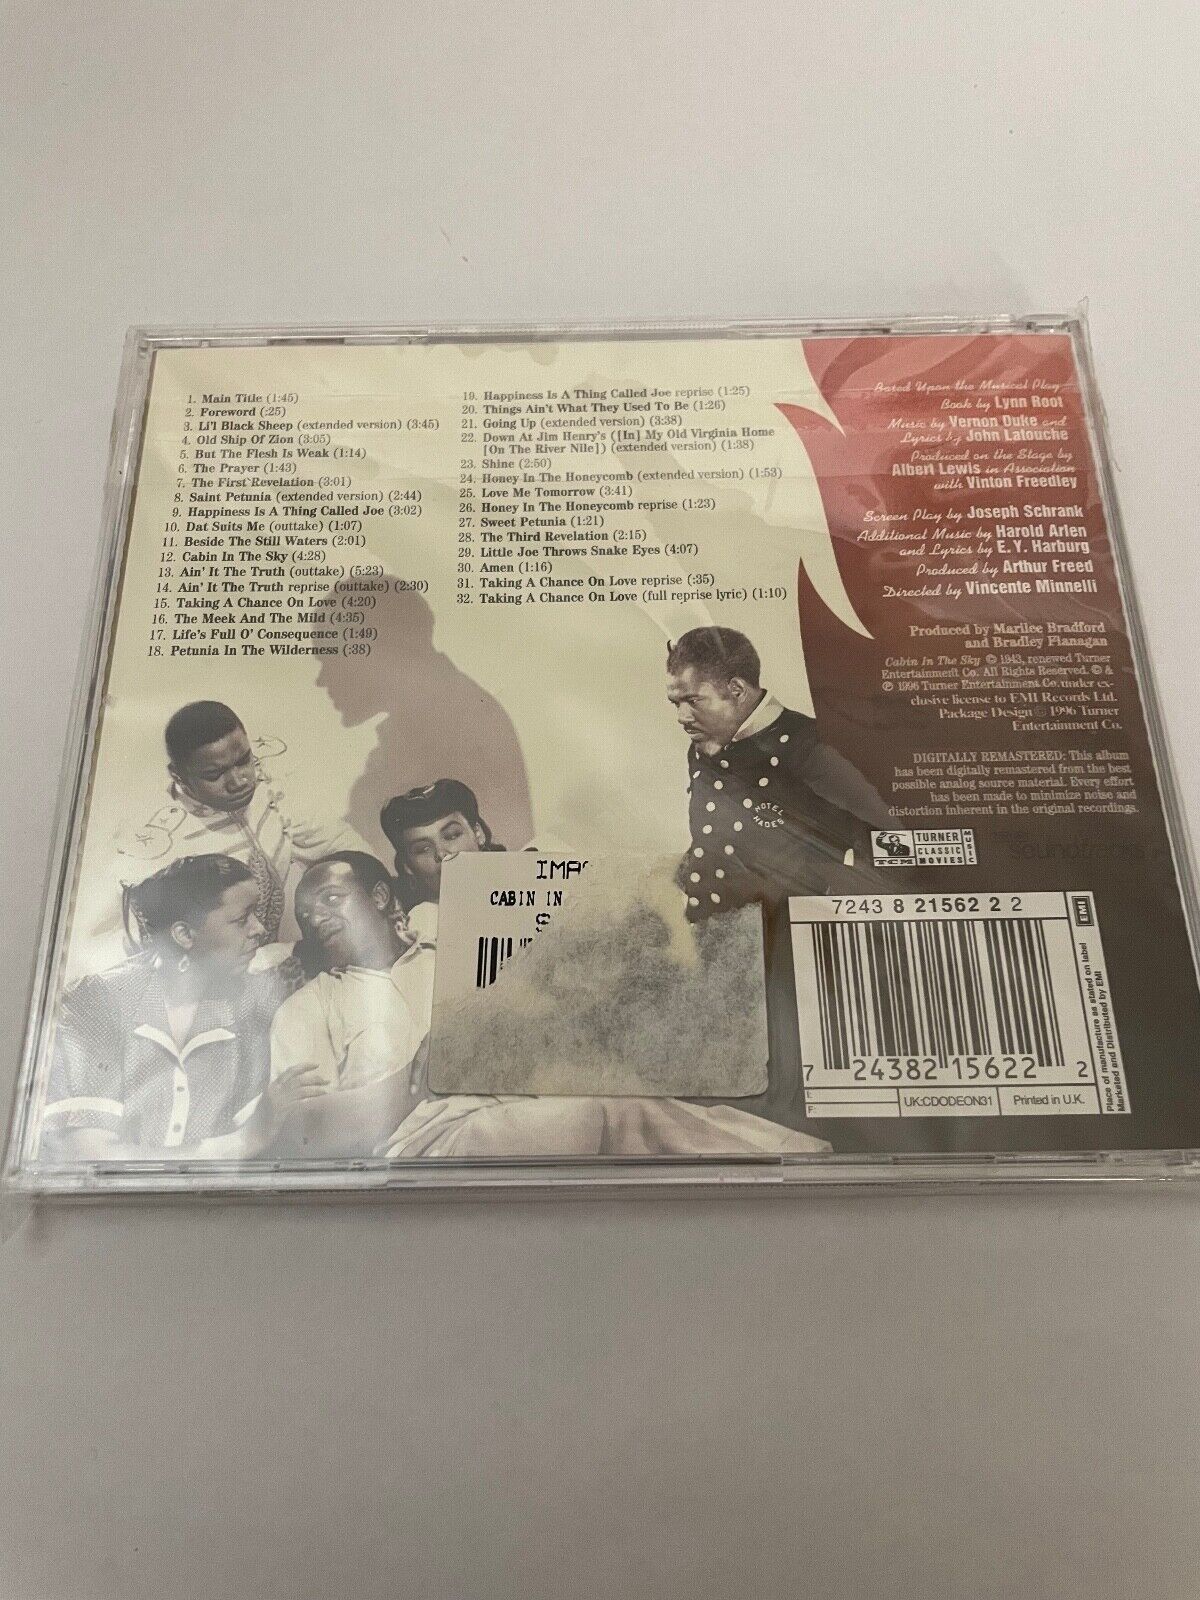 1. Main Title (1:45)
2. Foreword (:25)
3. Li'l Black Sheep (extended version) (3:45)
4. Old Ship Of Zion (3:05)
5. But The Flesh Is Weak (1:14)
6. The Prayer (1:43)
7. The First Revelation (3:01)
8. Saint Petunia (extended version) (2:44)
9. Happiness Is A Thing Called Joe (3:02)
10. Dat Suits Me (outtake) (1:07)
11. Beside The Still Waters (2:01)
12. Cabin In The Sky (4:28)
13. Ain' It The Truth (outtake) (5:23)
14. Ain' It The Truth reprise (outtake) (2:30)
15. Taking A Chance On Love (4:20)
16. The Meek And The Mild (4:35)
17. Life's Full O' Consequence (1:49)
18. Petunia In The Wilderness (:38)
19. Happiness Is A Thing Called Joe reprise (1:25)
20. Things Ain't What They Used To Be (1:26)
21. Going Up (extended version) (3:38)
22. Down At Jim Henry's ([In] My Old Virginia Home
[On The River Nile]) (extended version) (1:38)
23. Shine (2:50)
24. Honey In The Honeycomb (extended version) (1:53)
25. Love Me Tomorrow (3:41)
26. Honey In The Honeycomb reprise (1:23)
27. Sweet Petunia (1:21)
28. The Third Revelation (2:15)
29. Little Joe Throws Snake Eyes (4:07)
30. Amen (1:16)
31. Taking A Chance On Love reprise (:35)
32. Taking A Chance On Love (full reprise lyric) (1:10)
Based Upon the Musical Play
Book by Lynn Root
Music by Vernon Duke and
Lyrics by John Latouche
Produced on the Stage by
Albert Lewis in Association
with Vinton Freedley
Screen Play by Joseph Schrank
Additional Music by Harold Arlen
and Lyrics by E. Y. Harburg
Produced by Arthur Freed
Directed by Vincente Minnelli
Produced by Marilee Bradford
and Bradley Flanagan
Cabin In The Sky © 1943, renewed Turner
Entertainment Co. All Rights Reserved. © &
℗ 1996 Turner Entertainment Co. under ex-
clusive license to EMI Records Ltd.
Package Design © 1996 Turner
Entertainment Co.
DIGITALLY REMASTERED: This album
has been digitally remastered from the best
possible analog source material. Every effort
has been made to minimize noise and
distortion inherent in the original recordings.
HOTEL
HADES
TCM
TURNER
CLASSIC
MOVIES
MUSIC
IMA
CABIN IN
7243 8 21562 2 2
EMI
7 24382 15622 2
I:
F:
UK:CDODEON31
Printed in U.K.
Place of manufacture as stated on label
Marketed and Distributed by EMI